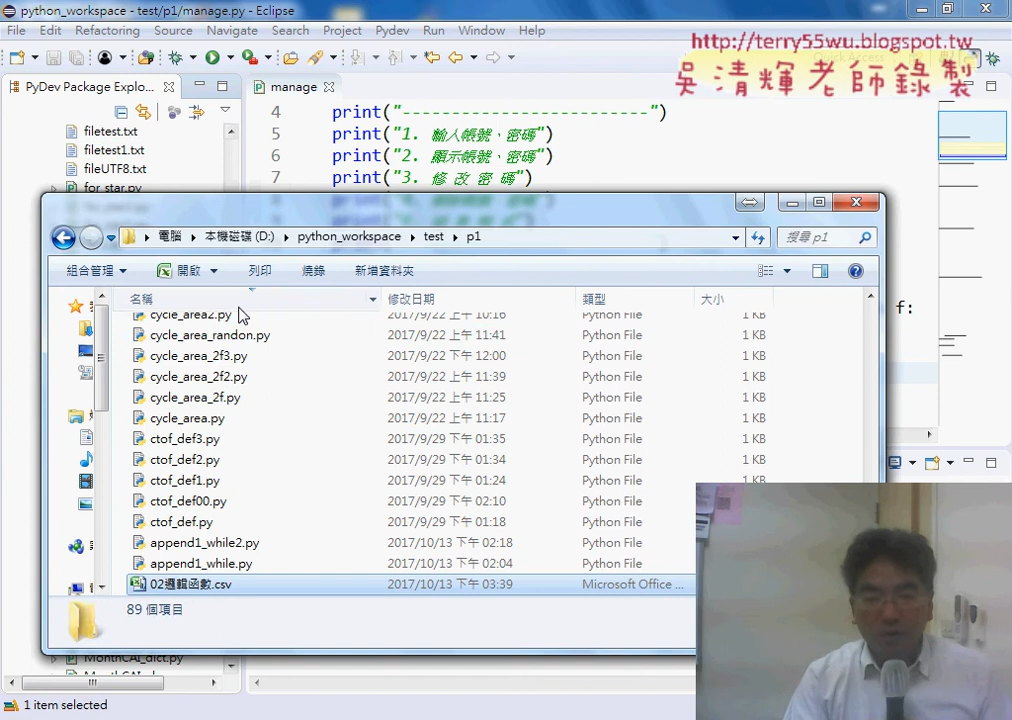 python_workspace - test/p1/manage.py - Eclipse
File Edit Refactoring Source Navigate Search Project Pydev Run Window Help
http://terry55wu.blogspot.tw
吳清輝老師錄製
Quick Access
PyDev Package Explo...
manage
filetest.txt
filetest1.txt
fileUTF8.txt
for_star.py
4 print("-------------------------")
5 print("1. 輸入帳號、密碼")
6 print("2. 顯示帳號、密碼")
7 print("3. 修 改 密 碼")
f:
電腦 本機磁碟 (D:) python_workspace test p1
搜尋 p1
組合管理 開啟 列印 燒錄 新增資料夾
名稱 修改日期 類型 大小
cycle_area2.py 2017/9/22 上午 10:16 Python File 1 KB
cycle_area_randon.py 2017/9/22 上午 11:41 Python File 1 KB
cycle_area_2f3.py 2017/9/22 下午 12:00 Python File 1 KB
cycle_area_2f2.py 2017/9/22 上午 11:39 Python File 1 KB
cycle_area_2f.py 2017/9/22 上午 11:25 Python File 1 KB
cycle_area.py 2017/9/22 上午 11:17 Python File 1 KB
ctof_def3.py 2017/9/29 下午 01:35 Python File 1 KB
ctof_def2.py 2017/9/29 下午 01:34 Python File 1 KB
ctof_def1.py 2017/9/29 下午 01:24 Python File 1 KB
ctof_def00.py 2017/9/29 下午 02:10 Python File
ctof_def.py 2017/9/29 下午 01:18 Python File
append1_while2.py 2017/10/13 下午 02:18 Python File
append1_while.py 2017/10/13 下午 02:04 Python File
02邏輯函數.csv 2017/10/13 下午 03:39 Microsoft Office ...
89 個項目
MonthCAI_dict.py
1 item selected